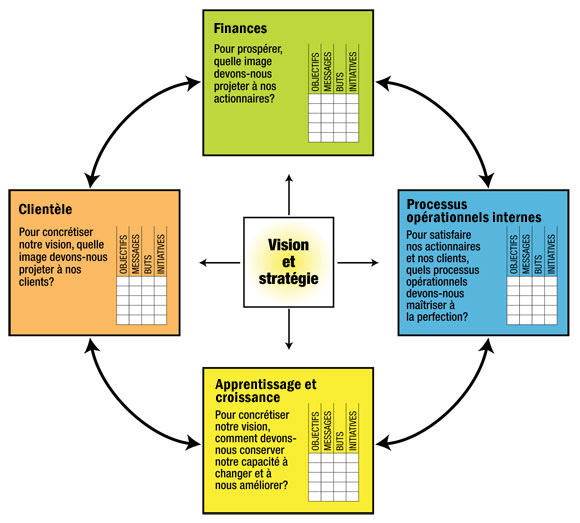 Finances
Pour prospérer,
quelle image
devons-nous
projeter à nos
actionnaires?
OBJECTIFS
MESSAGES
BUTS
INITIATIVES
Clientèle
Pour concrétiser
notre vision, quelle
image devons-nous
projeter à nos
clients?
OBJECTIFS
MESSAGES
BUTS
INITIATIVES
Vision
et
stratégie
Processus
opérationnels internes
Pour satisfaire
nos actionnaires
et nos clients,
quels processus
opérationnels
devons-nous
maîtriser à
la perfection?
OBJECTIFS
MESSAGES
BUTS
INITIATIVES
Apprentissage et
croissance
Pour concrétiser
notre vision,
comment devons-
nous conserver
notre capacité à
changer et à
nous améliorer?
OBJECTIFS
MESSAGES
BUTS
INITIATIVES